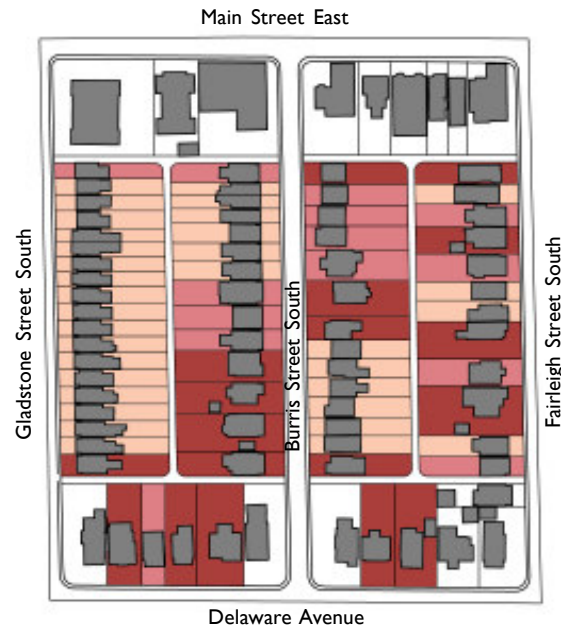 Main Street East
Gladstone Street South
Burris Street South
Fairleigh Street South
Delaware Avenue